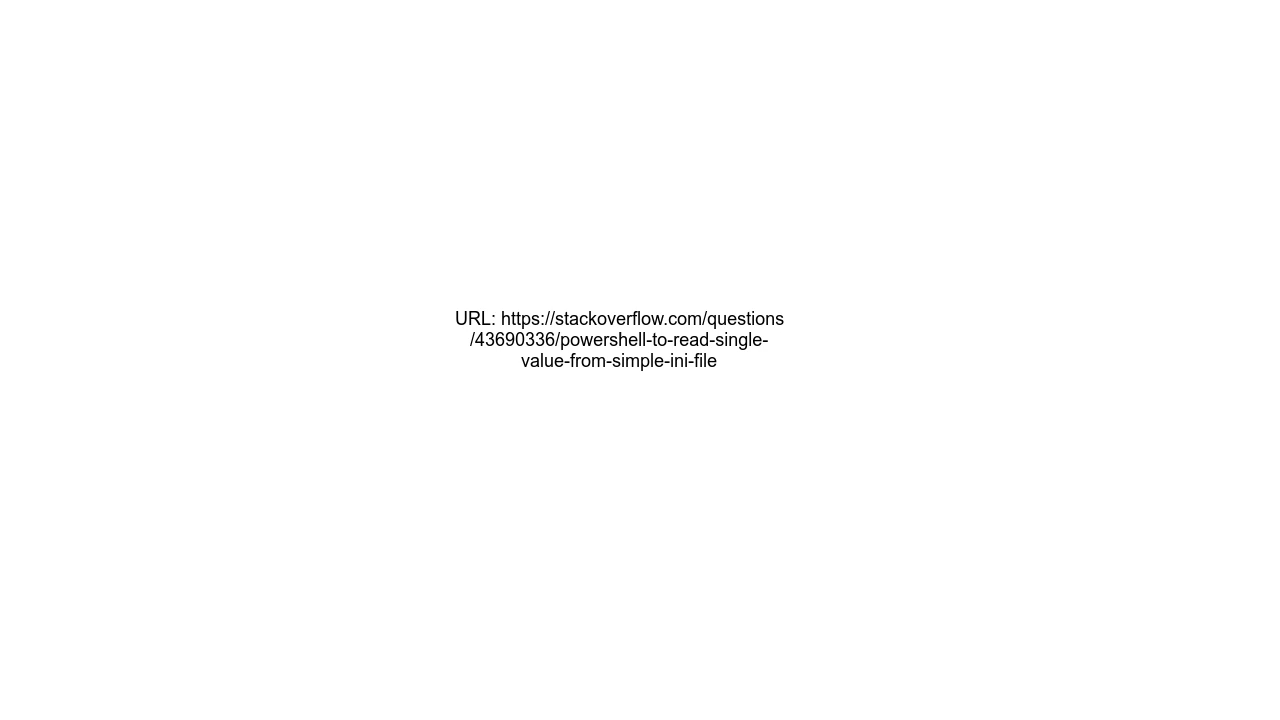 URL: https://stackoverflow.com/questions
/43690336/powershell-to-read-single-
value-from-simple-ini-file